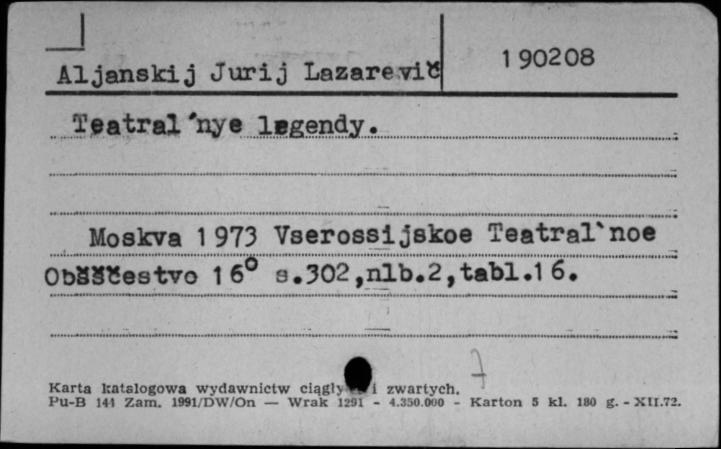 Aljanskij Jurij Lazarevič 190208
Teatral'nye legendy.
Moskva 1973 Vserossijskoe Teatral'noe
Obščestvo 16° s.302,nlb.2,tabl.16.
7
Karta katalogowa wydawnictw i zwartych.
Pu-B 144 Zam. 1991/DW/On — Wrak 1291 - 4.350.000 - Karton 5 kl. 180 g. - XII.72.